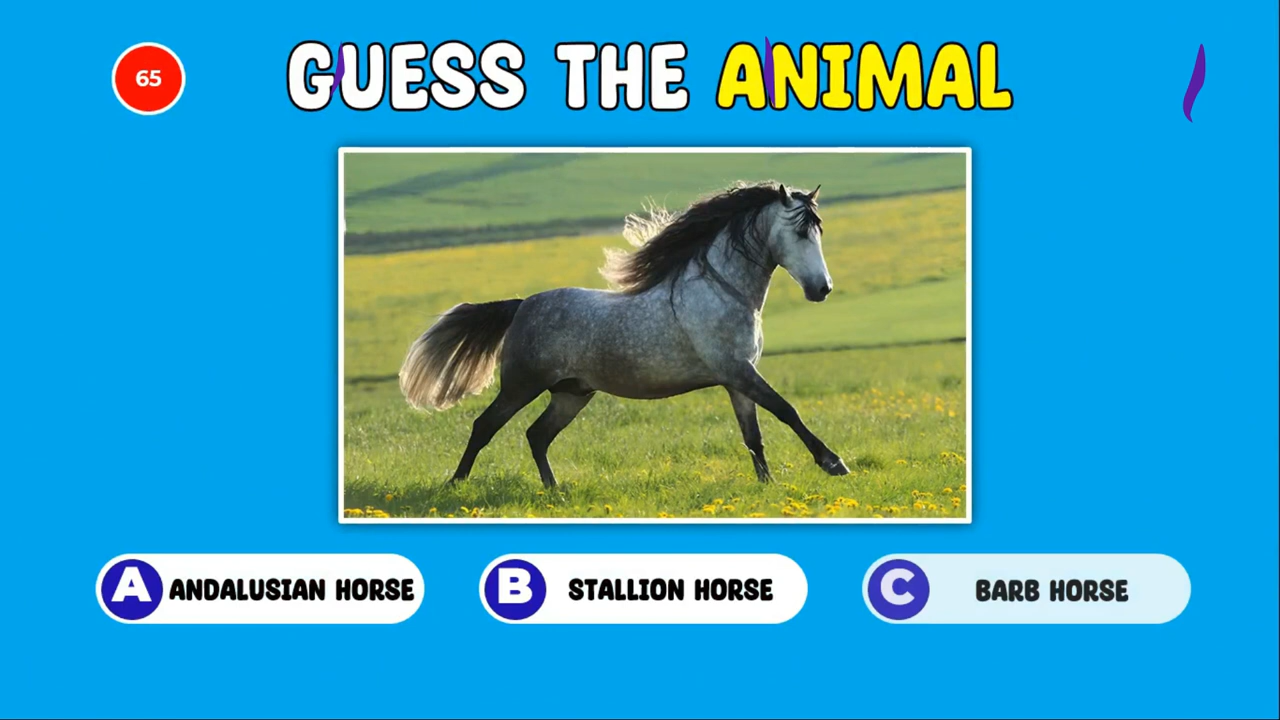 65
GUESS THE ANIMAL
A ANDALUSIAN HORSE
B STALLION HORSE
C BARB HORSE